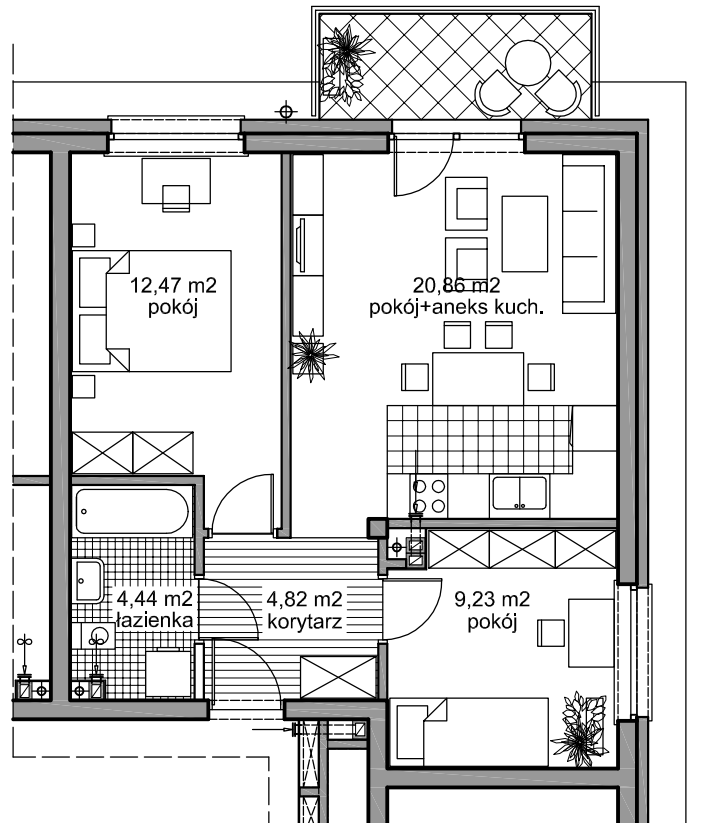 12,47 m2
pokój
20,86 m2
pokój+aneks kuch.
4,44 m2
łazienka
4,82 m2
korytarz
9,23 m2
pokój